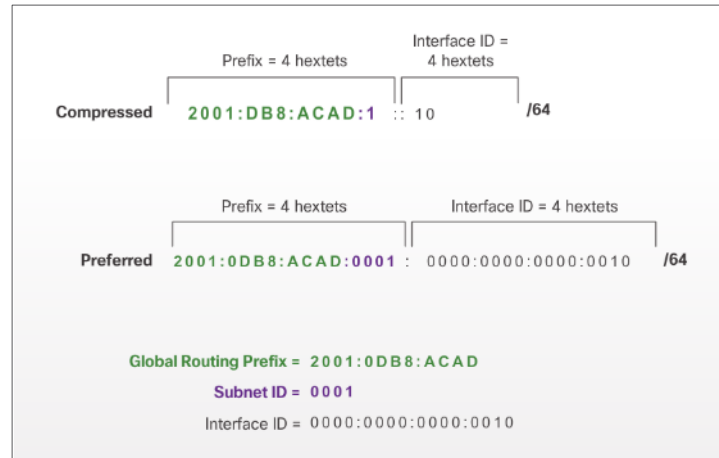 Interface ID =
Prefix = 4 hextets 4 hextets
Compressed 2001:DB8:ACAD:1 :: 10 /64
Prefix = 4 hextets Interface ID = 4 hextets
Preferred 2001:0DB8:ACAD:0001 : 0000:0000:0000:0010 /64
Global Routing Prefix = 2001:0DB8:ACAD
Subnet ID = 0001
Interface ID = 0000:0000:0000:0010